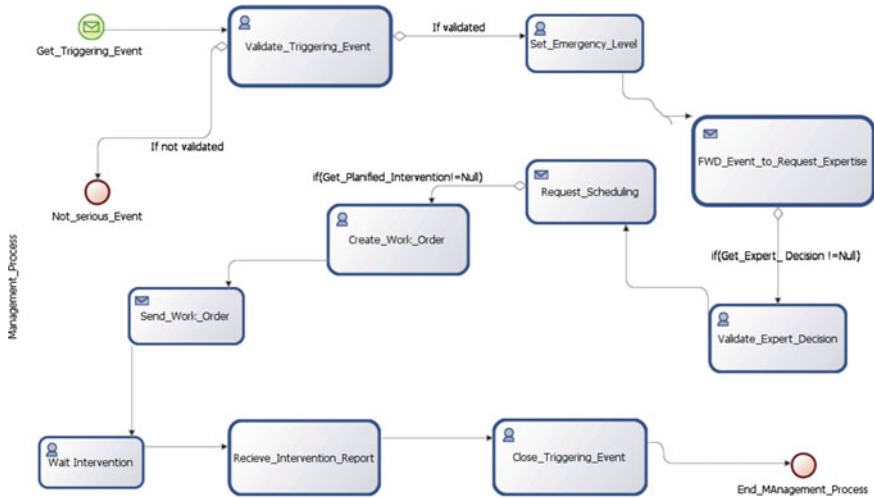 Get_Triggering_Event
Validate_Triggering_Event
If validated
Set_Emergency_Level
If not validated
Not_serious_Event
FWD_Event_to_Request_Expertise
if(Get_Planified_Intervention!=Null)
Request_Scheduling
Create_Work_Order
if(Get_Expert_ Decision !=Null)
Send_Work_Order
Validate_Expert_Decision
Management_Process
Wait Intervention
Recieve_Intervention_Report
Close_Triggering_Event
End_MAnagement_Process